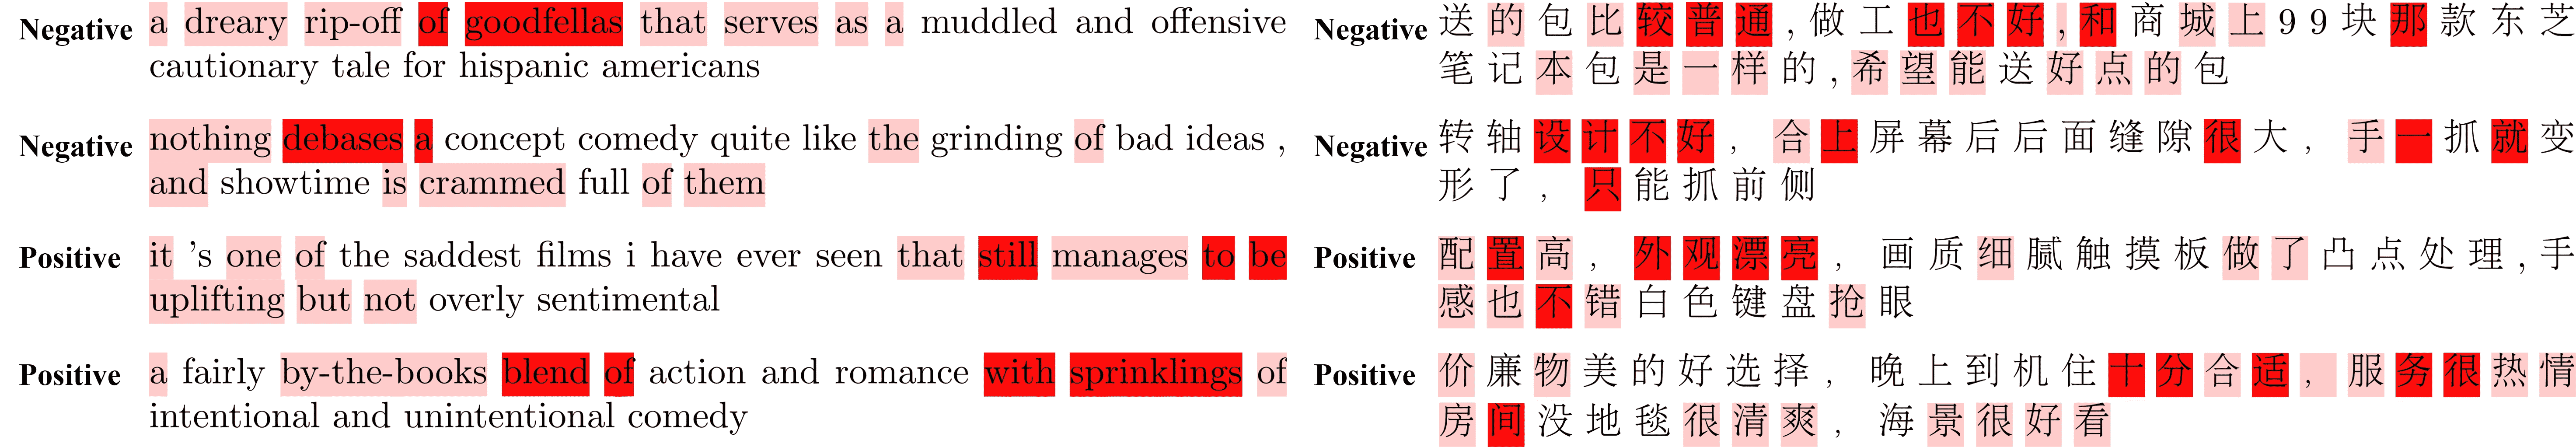 Negative a dreary rip-off of goodfellas that serves as a muddled and offensive
cautionary tale for hispanic americans
Negative nothing debases a concept comedy quite like the grinding of bad ideas ,
and showtime is crammed full of them
Positive it 's one of the saddest films i have ever seen that still manages to be
uplifting but not overly sentimental
Positive a fairly by-the-books blend of action and romance with sprinklings of
intentional and unintentional comedy
Negative 送的包比较普通,做工也不好,和商城上99块那款东芝
笔记本包是一样的,希望能送好点的包
Negative 转轴设计不好，合上屏幕后后面缝隙很大，手一抓就变
形了，只能抓前侧
Positive 配置高，外观漂亮，画质细腻触摸板做了凸点处理,手
感也不错白色键盘抢眼
Positive 价廉物美的好选择，晚上到机住十分合适，服务很热情
房间没地毯很清爽，海景很好看